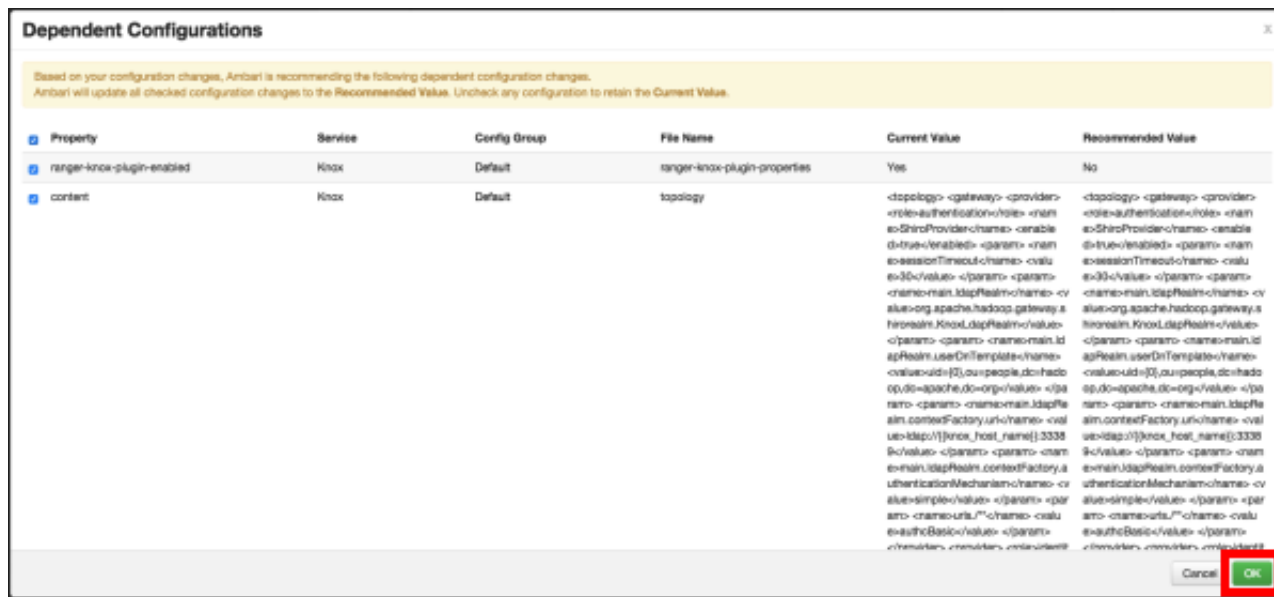 Dependent Configurations
x
Based on your configuration changes, Ambari is recommending the following dependent configuration changes.
Ambari will update all checked configuration changes to the Recommended Value. Uncheck any configuration to retain the Current Value.
Property Service Config Group File Name Current Value Recommended Value
ranger-knox-plugin-enabled Knox Default ranger-knox-plugin-properties Yes No
content Knox Default topology <topology> <gateway> <provider> <topology> <gateway> <provider>
<role>authentication</role> <nam <role>authentication</role> <nam
e>ShiroProvider</name> <enable e>ShiroProvider</name> <enable
d>true</enabled> <param> <nam d>true</enabled> <param> <nam
e>sessionTimeout</name> <valu e>sessionTimeout</name> <valu
e>30</value> </param> <param> e>30</value> </param> <param>
<name>main.ldapRealm</name> <v <name>main.ldapRealm</name> <v
alue>org.apache.hadoop.gateway.s alue>org.apache.hadoop.gateway.s
hirorealm.KnoxLdapRealm</value> hirorealm.KnoxLdapRealm</value>
</param> <param> <name>main.ld </param> <param> <name>main.ld
apRealm.userDnTemplate</name> apRealm.userDnTemplate</name>
<value>uid={0},ou=people,dc=hado <value>uid={0},ou=people,dc=hado
op,dc=apache,dc=org</value> </pa op,dc=apache,dc=org</value> </pa
ram> <param> <name>main.ldapRe ram> <param> <name>main.ldapRe
alm.contextFactory.url</name> <val alm.contextFactory.url</name> <val
ue>ldap://{{knox_host_name}}:3338 ue>ldap://{{knox_host_name}}:3338
9</value> </param> <param> <nam 9</value> </param> <param> <nam
e>main.ldapRealm.contextFactory.a e>main.ldapRealm.contextFactory.a
uthenticationMechanism</name> <v uthenticationMechanism</name> <v
alue>simple</value> </param> <par alue>simple</value> </param> <par
am> <name>urls./**</name> <valu am> <name>urls./**</name> <valu
e>authcBasic</value> </param> e>authcBasic</value> </param>
</provider> <provider> <role>identit </provider> <provider> <role>identit
Cancel OK